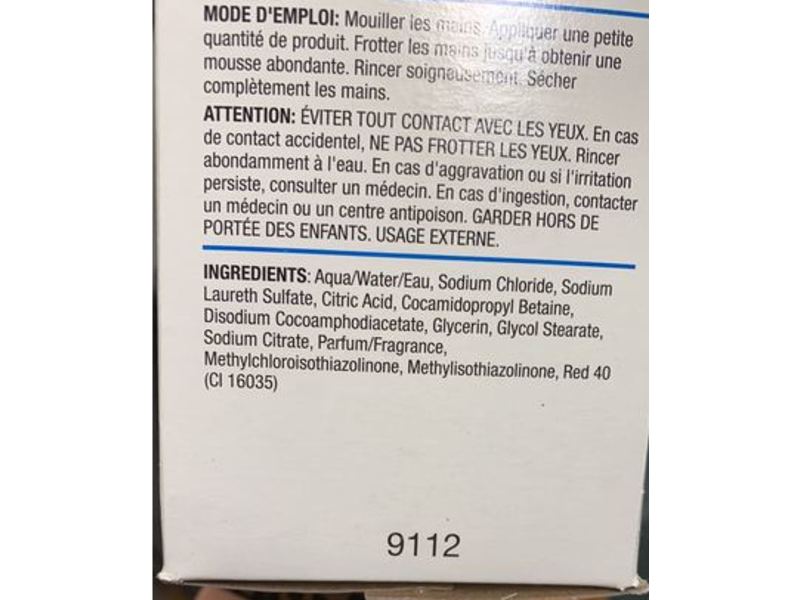 MODE D'EMPLOI: Mouiller les mains. Appliquer une petite
quantité de produit. Frotter les mains jusqu'à obtenir une
mousse abondante. Rincer soigneusement. Sécher
complètement les mains.
ATTENTION: ÉVITER TOUT CONTACT AVEC LES YEUX. En cas
de contact accidentel, NE PAS FROTTER LES YEUX. Rincer
abondamment à l'eau. En cas d'aggravation ou si l'irritation
persiste, consulter un médecin. En cas d'ingestion, contacter
un médecin ou un centre antipoison. GARDER HORS DE
PORTÉE DES ENFANTS. USAGE EXTERNE.
INGREDIENTS: Aqua/Water/Eau, Sodium Chloride, Sodium
Laureth Sulfate, Citric Acid, Cocamidopropyl Betaine,
Disodium Cocoamphodiacetate, Glycerin, Glycol Stearate,
Sodium Citrate, Parfum/Fragrance,
Methylchloroisothiazolinone, Methylisothiazolinone, Red 40
(CI 16035)
9112